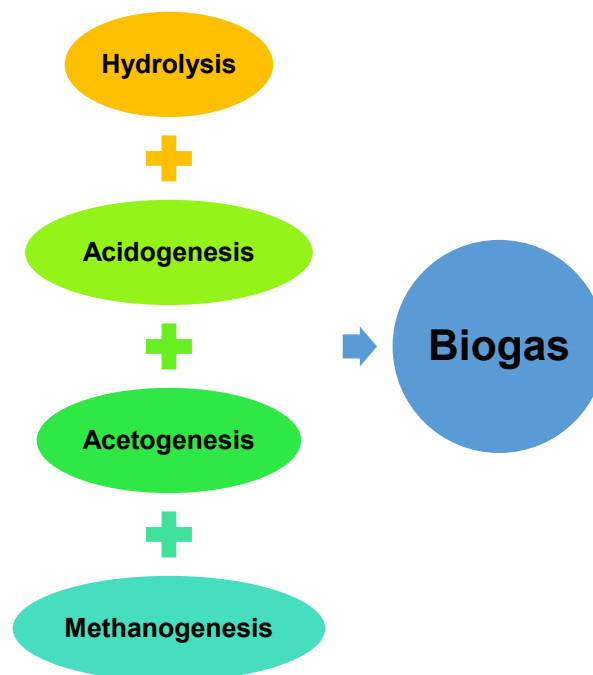 Hydrolysis
Acidogenesis
Acetogenesis
Methanogenesis
Biogas